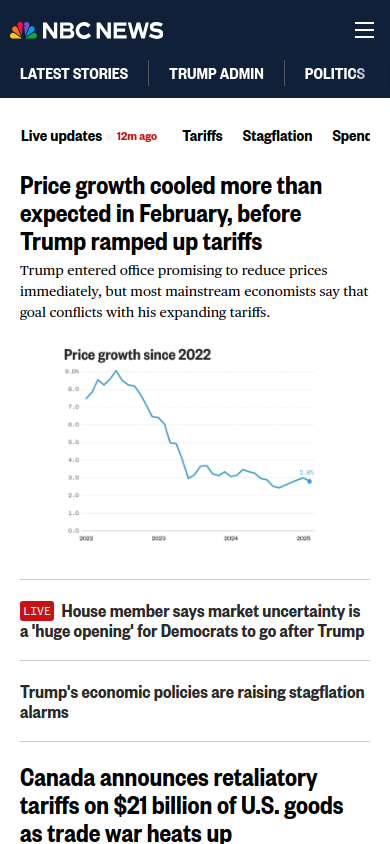 NBC NEWS
LATEST STORIES
TRUMP ADMIN
POLITICS
Live updates
12m ago
Tariffs
Stagflation
Spend
Price growth cooled more than
expected in February, before
Trump ramped up tariffs
Trump entered office promising to reduce prices
immediately, but most mainstream economists say that
goal conflicts with his expanding tariffs.
Price growth since 2022
9.0%
8.0
7.0
6.0
5.0
4.0
3.0
2.0
1.0
0.0
2.8%
2022
2023
2024
2025
LIVE House member says market uncertainty is
a 'huge opening' for Democrats to go after Trump
Trump's economic policies are raising stagflation
alarms
Canada announces retaliatory
tariffs on $21 billion of U.S. goods
as trade war heats up